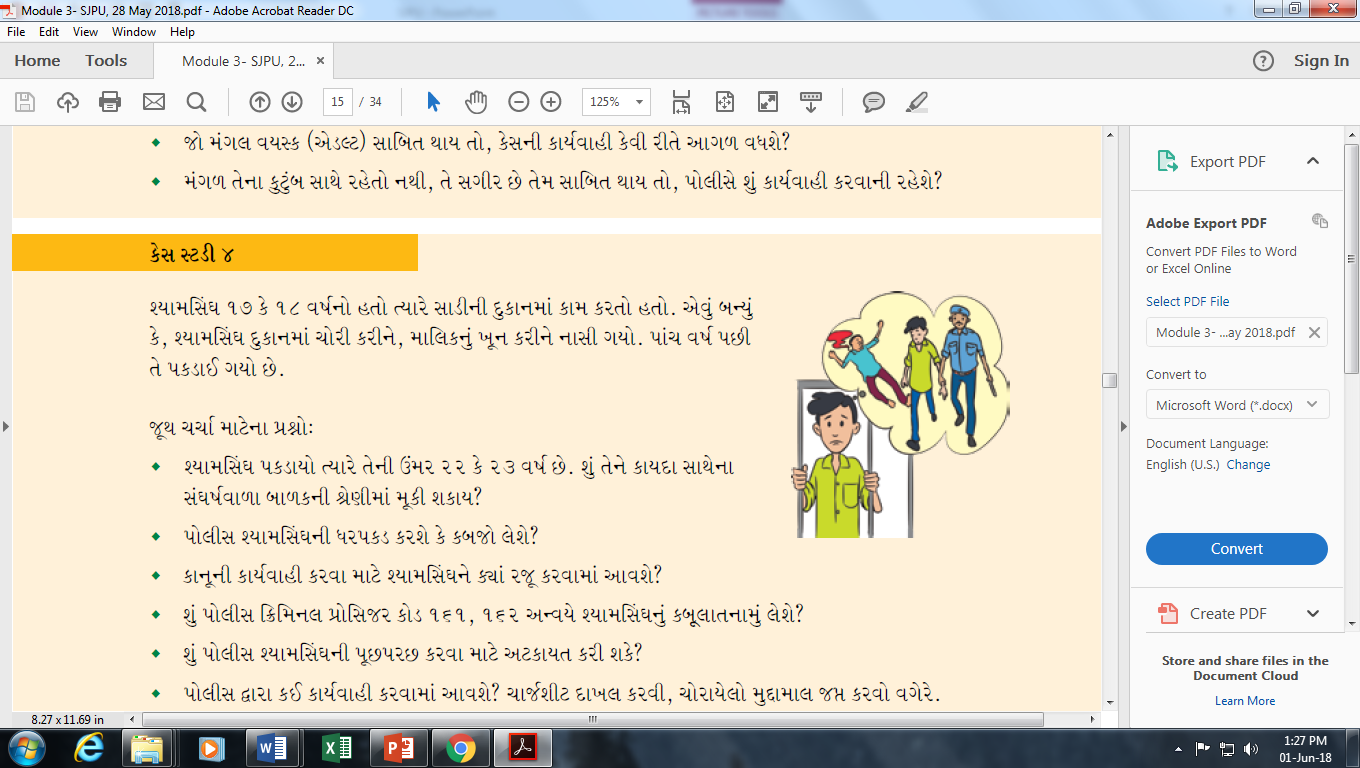 Module 3- SJPU, 28 May 2018.pdf - Adobe Acrobat Reader DC
File Edit View Window Help
Home Tools Module 3- SJPU, 2... × Sign In
15 / 34 125%
જો મંગલ વયસ્ક (એડલ્ટ) સાબિત થાય તો, કેસની કાર્યવાહી કેવી રીતે આગળ વધશે?
મંગળ તેના કુટુંબ સાથે રહેતો નથી, તે સગીર છે તેમ સાબિત થાય તો, પોલીસે શું કાર્યવાહી કરવાની રહેશે?
કેસ સ્ટડી ૪
શ્યામસિંઘ ૧૭ કે ૧૮ વર્ષનો હતો ત્યારે સાડીની દુકાનમાં કામ કરતો હતો. એવું બન્યું
કે, શ્યામસિંઘ દુકાનમાં ચોરી કરીને, માલિકનું ખૂન કરીને નાસી ગયો. પાંચ વર્ષ પછી
તે પકડાઈ ગયો છે.
જૂથ ચર્ચા માટેના પ્રશ્નો:
શ્યામસિંઘ પકડાયો ત્યારે તેની ઉંમર ૨૨ કે ૨૩ વર્ષ છે. શું તેને કાયદા સાથેના
સંઘર્ષવાળા બાળકની શ્રેણીમાં મૂકી શકાય?
પોલીસ શ્યામસિંઘની ધરપકડ કરશે કે કબજો લેશે?
કાનૂની કાર્યવાહી કરવા માટે શ્યામસિંઘને ક્યાં રજૂ કરવામાં આવશે?
શું પોલીસ ક્રિમિનલ પ્રોસિજર કોડ ૧૬૧, ૧૬૨ અન્વયે શ્યામસિંઘનું કબૂલાતનામું લેશે?
શું પોલીસ શ્યામસિંઘની પૂછપરછ કરવા માટે અટકાયત કરી શકે?
પોલીસ દ્વારા કઈ કાર્યવાહી કરવામાં આવશે? ચાર્જશીટ દાખલ કરવી, ચોરાયેલો મુદ્દામાલ જપ્ત કરવો વગેરે.
8.27 x 11.69 in
Export PDF
Adobe Export PDF
Convert PDF Files to Word
or Excel Online
Select PDF File
Module 3- ...ay 2018.pdf
Convert to
Microsoft Word (*.docx)
Document Language:
English (U.S.) Change
Convert
Create PDF
Store and share files in the
Document Cloud
Learn More
1:27 PM
01-Jun-18